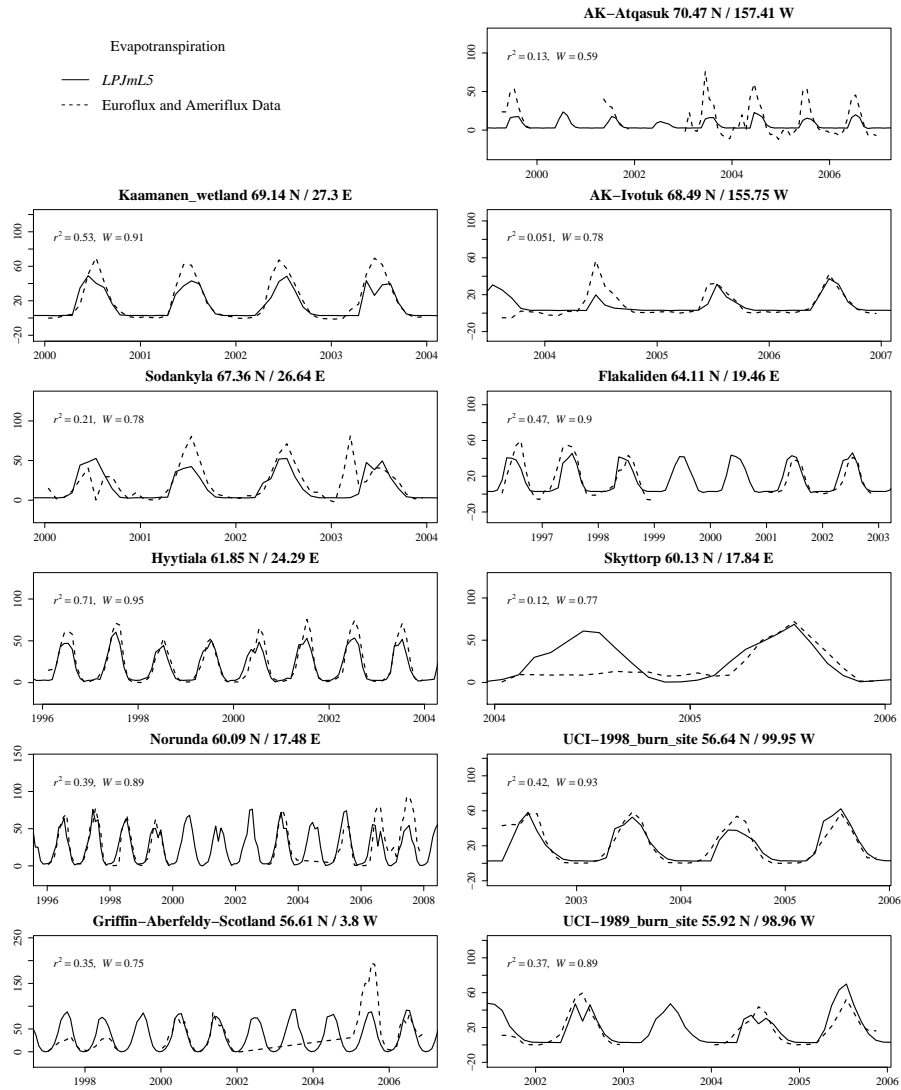 Evapotranspiration
LPJmL5
Euroflux and Ameriflux Data
AK−Atqasuk 70.47 N / 157.41 W
r² = 0.13, W = 0.59
0 50 100
2000 2002 2004 2006
Kaamanen_wetland 69.14 N / 27.3 E
r² = 0.53, W = 0.91
−20 20 60 100
2000 2001 2002 2003 2004
AK−Ivotuk 68.49 N / 155.75 W
r² = 0.051, W = 0.78
−20 20 60 100
2004 2005 2006 2007
Sodankyla 67.36 N / 26.64 E
r² = 0.21, W = 0.78
0 50 100
2000 2001 2002 2003 2004
Flakaliden 64.11 N / 19.46 E
r² = 0.47, W = 0.9
−20 20 60 100
1997 1998 1999 2000 2001 2002 2003
Hyytiala 61.85 N / 24.29 E
r² = 0.71, W = 0.95
0 50 100
1996 1998 2000 2002 2004
Skyttorp 60.13 N / 17.84 E
r² = 0.12, W = 0.77
0 50 100
2004 2005 2006
Norunda 60.09 N / 17.48 E
r² = 0.39, W = 0.89
0 50 100 150
1996 1998 2000 2002 2004 2006 2008
UCI−1998_burn_site 56.64 N / 99.95 W
r² = 0.42, W = 0.93
−20 20 60 100
2003 2004 2005 2006
Griffin−Aberfeldy−Scotland 56.61 N / 3.8 W
r² = 0.35, W = 0.75
0 50 150 250
1998 2000 2002 2004 2006
UCI−1989_burn_site 55.92 N / 98.96 W
r² = 0.37, W = 0.89
−20 20 60 100
2002 2003 2004 2005 2006